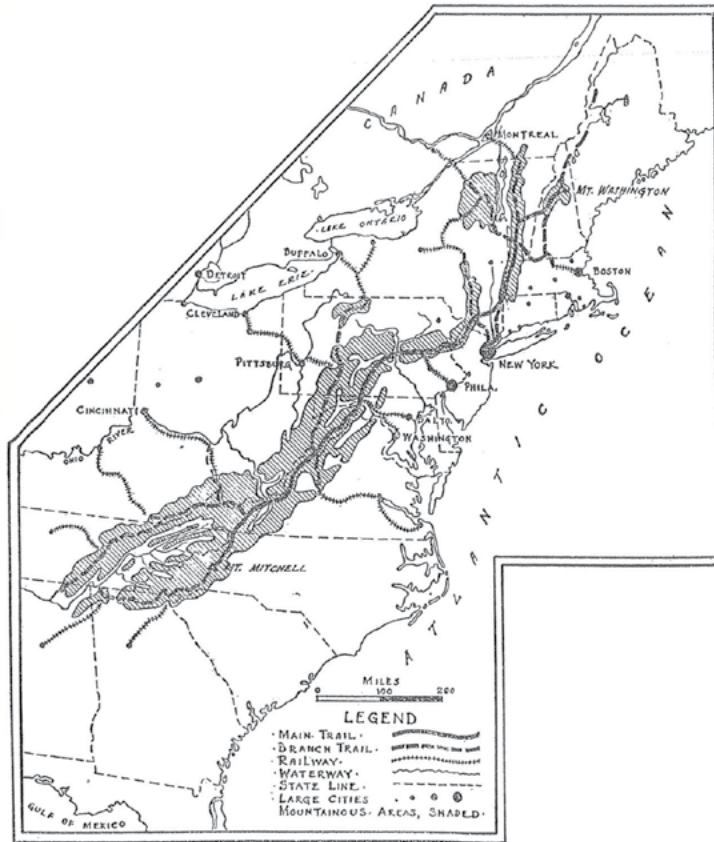 CANADA
MONTREAL
MT. WASHINGTON
LAKE ONTARIO
BUFFALO
DETROIT
LAKE ERIE
BOSTON
CLEVELAND
ATLANTIC OCEAN
PITTSBURG
NEW YORK
PHILA.
CINCINNATI
BALTO.
WASHINGTON
OHIO RIVER
MT. MITCHELL
MILES
0 100 200
LEGEND
· MAIN TRAIL ·
· BRANCH TRAIL ·
· RAILWAY ·
· WATERWAY ·
· STATE LINE ·
· LARGE CITIES
MOUNTAINOUS · AREAS, SHADED ·
GULF OF MEXICO